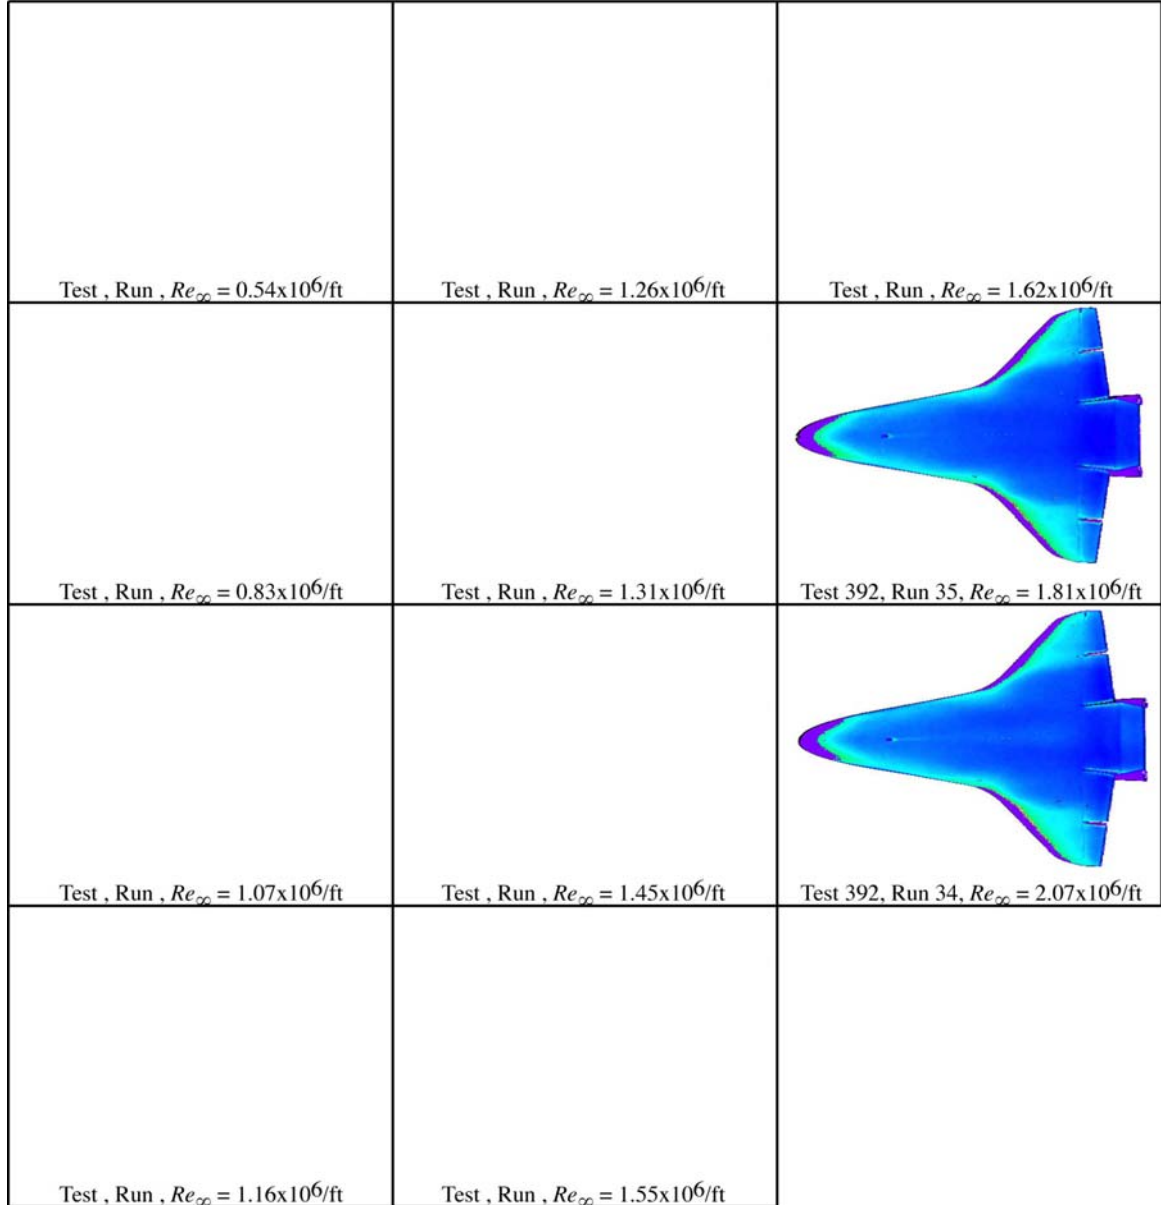 Test , Run , Re∞ = 0.54x10⁶/ft
Test , Run , Re∞ = 1.26x10⁶/ft
Test , Run , Re∞ = 1.62x10⁶/ft
Test , Run , Re∞ = 0.83x10⁶/ft
Test , Run , Re∞ = 1.31x10⁶/ft
Test 392, Run 35, Re∞ = 1.81x10⁶/ft
Test , Run , Re∞ = 1.07x10⁶/ft
Test , Run , Re∞ = 1.45x10⁶/ft
Test 392, Run 34, Re∞ = 2.07x10⁶/ft
Test , Run , Re∞ = 1.16x10⁶/ft
Test , Run , Re∞ = 1.55x10⁶/ft